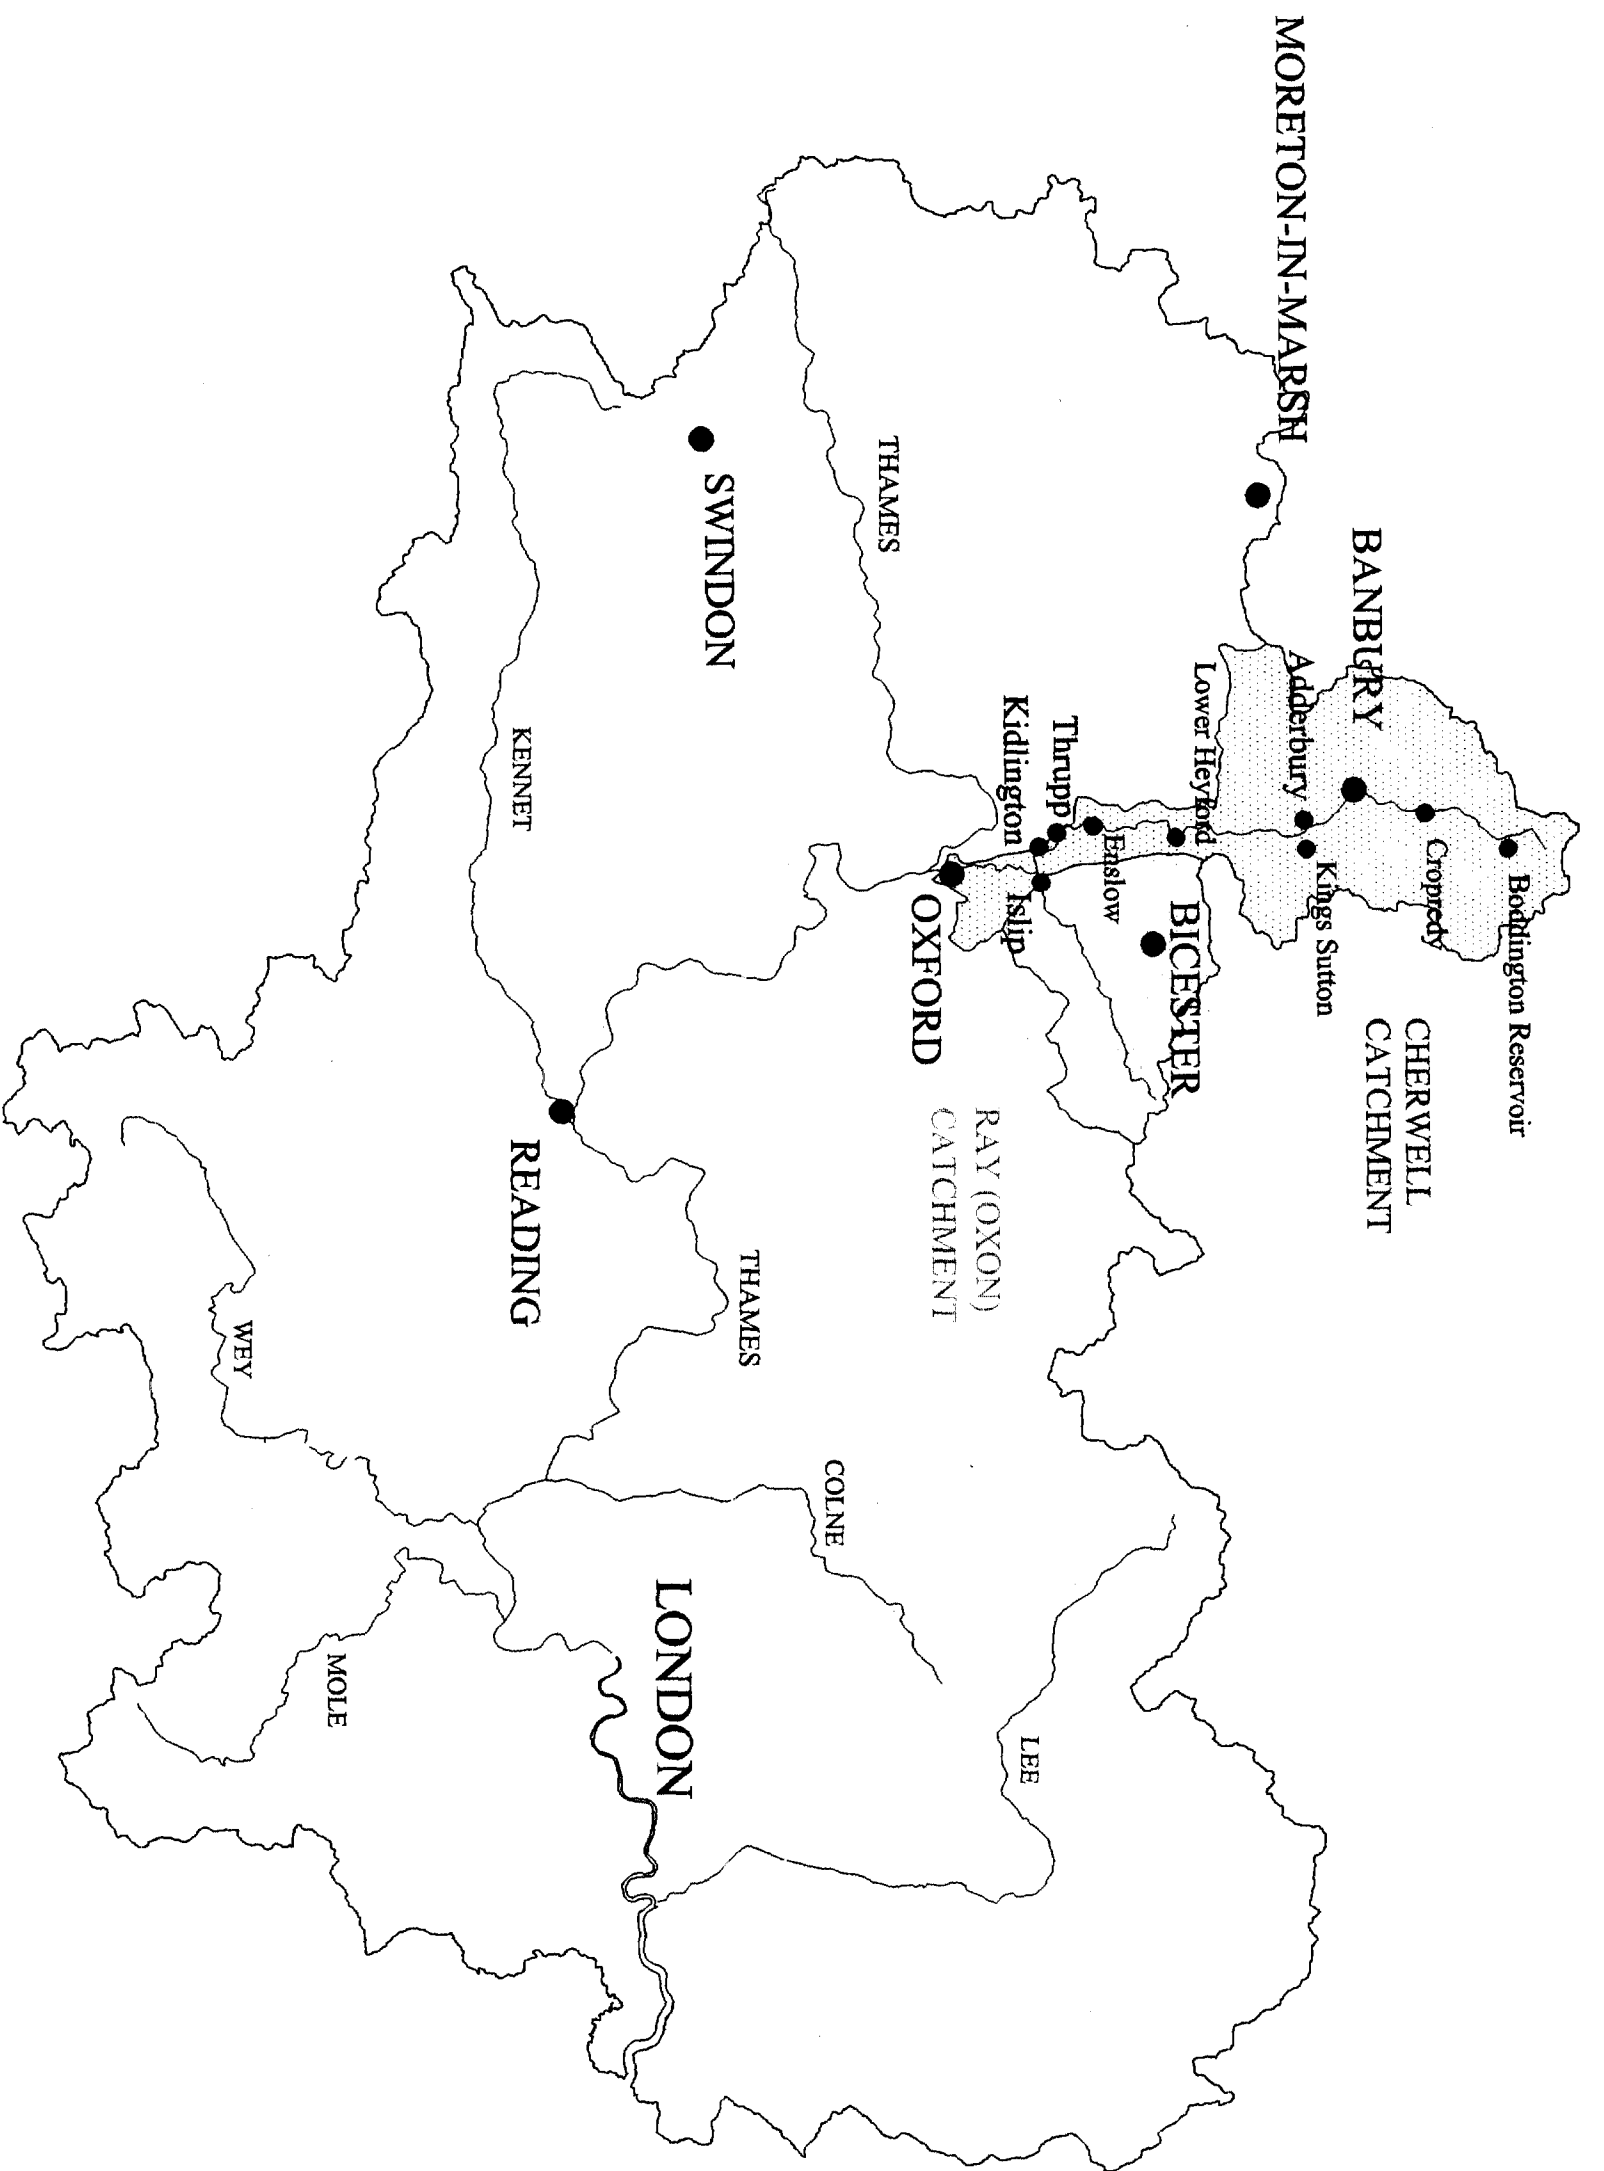 Boddington Reservoir
CHERWELL
CATCHMENT
Cropredy
BANBURY
Kings Sutton
Adderbury
MORETON-IN-MARSH
Lower Heyford
BICESTER
Enslow
Thrupp
Kidlington
Islip
RAY (OXON)
CATCHMENT
OXFORD
THAMES
SWINDON
KENNET
READING
THAMES
COLNE
LEE
LONDON
WEY
MOLE